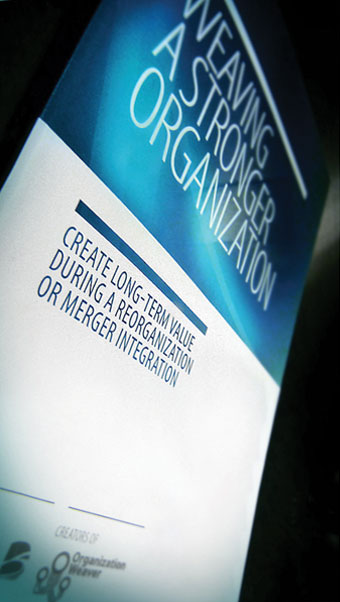 WEAVING
A STRONGER
ORGANIZATION
CREATE LONG-TERM VALUE
DURING A REORGANIZATION
OR MERGER INTEGRATION
CREATORS OF
Organization
Weaver